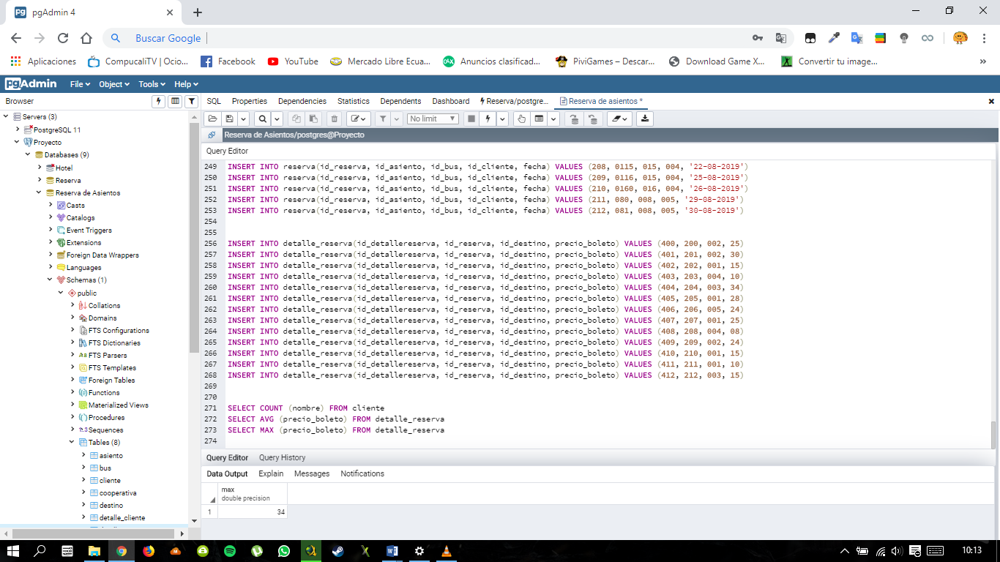 pgAdmin 4
Buscar Google
Aplicaciones CompucaliTV | Ocio... Facebook YouTube Mercado Libre Ecua... Anuncios clasificad... PiviGames – Descar... Download Game X... Convertir tu image... »
pgAdmin File Object Tools Help
Browser
SQL Properties Dependencies Statistics Dependents Dashboard Reserva/postgre... Reserva de asientos *
No limit
Reserva de Asientos/postgres@Proyecto
Query Editor
Servers (3)
PostgreSQL 11
Proyecto
Databases (9)
Hotel
Reserva
Reserva de Asientos
Casts
Catalogs
Event Triggers
Extensions
Foreign Data Wrappers
Languages
Schemas (1)
public
Collations
Domains
FTS Configurations
FTS Dictionaries
FTS Parsers
FTS Templates
Foreign Tables
Functions
Materialized Views
Procedures
Sequences
Tables (8)
asiento
bus
cliente
cooperativa
destino
detalle_cliente
249 INSERT INTO reserva(id_reserva, id_asiento, id_bus, id_cliente, fecha) VALUES (208, 0115, 015, 004, '22-08-2019')
250 INSERT INTO reserva(id_reserva, id_asiento, id_bus, id_cliente, fecha) VALUES (209, 0116, 015, 004, '25-08-2019')
251 INSERT INTO reserva(id_reserva, id_asiento, id_bus, id_cliente, fecha) VALUES (210, 0160, 016, 004, '26-08-2019')
252 INSERT INTO reserva(id_reserva, id_asiento, id_bus, id_cliente, fecha) VALUES (211, 080, 008, 005, '29-08-2019')
253 INSERT INTO reserva(id_reserva, id_asiento, id_bus, id_cliente, fecha) VALUES (212, 081, 008, 005, '30-08-2019')
254
255
256 INSERT INTO detalle_reserva(id_detallereserva, id_reserva, id_destino, precio_boleto) VALUES (400, 200, 002, 25)
257 INSERT INTO detalle_reserva(id_detallereserva, id_reserva, id_destino, precio_boleto) VALUES (401, 201, 002, 30)
258 INSERT INTO detalle_reserva(id_detallereserva, id_reserva, id_destino, precio_boleto) VALUES (402, 202, 001, 15)
259 INSERT INTO detalle_reserva(id_detallereserva, id_reserva, id_destino, precio_boleto) VALUES (403, 203, 004, 10)
260 INSERT INTO detalle_reserva(id_detallereserva, id_reserva, id_destino, precio_boleto) VALUES (404, 204, 003, 34)
261 INSERT INTO detalle_reserva(id_detallereserva, id_reserva, id_destino, precio_boleto) VALUES (405, 205, 001, 28)
262 INSERT INTO detalle_reserva(id_detallereserva, id_reserva, id_destino, precio_boleto) VALUES (406, 206, 005, 24)
263 INSERT INTO detalle_reserva(id_detallereserva, id_reserva, id_destino, precio_boleto) VALUES (407, 207, 001, 25)
264 INSERT INTO detalle_reserva(id_detallereserva, id_reserva, id_destino, precio_boleto) VALUES (408, 208, 004, 08)
265 INSERT INTO detalle_reserva(id_detallereserva, id_reserva, id_destino, precio_boleto) VALUES (409, 209, 002, 24)
266 INSERT INTO detalle_reserva(id_detallereserva, id_reserva, id_destino, precio_boleto) VALUES (410, 210, 001, 15)
267 INSERT INTO detalle_reserva(id_detallereserva, id_reserva, id_destino, precio_boleto) VALUES (411, 211, 001, 10)
268 INSERT INTO detalle_reserva(id_detallereserva, id_reserva, id_destino, precio_boleto) VALUES (412, 212, 003, 15)
269
270
271 SELECT COUNT (nombre) FROM cliente
272 SELECT AVG (precio_boleto) FROM detalle_reserva
273 SELECT MAX (precio_boleto) FROM detalle_reserva
274
Query Editor Query History
Data Output Explain Messages Notifications
max
double precision
1 34
10:13